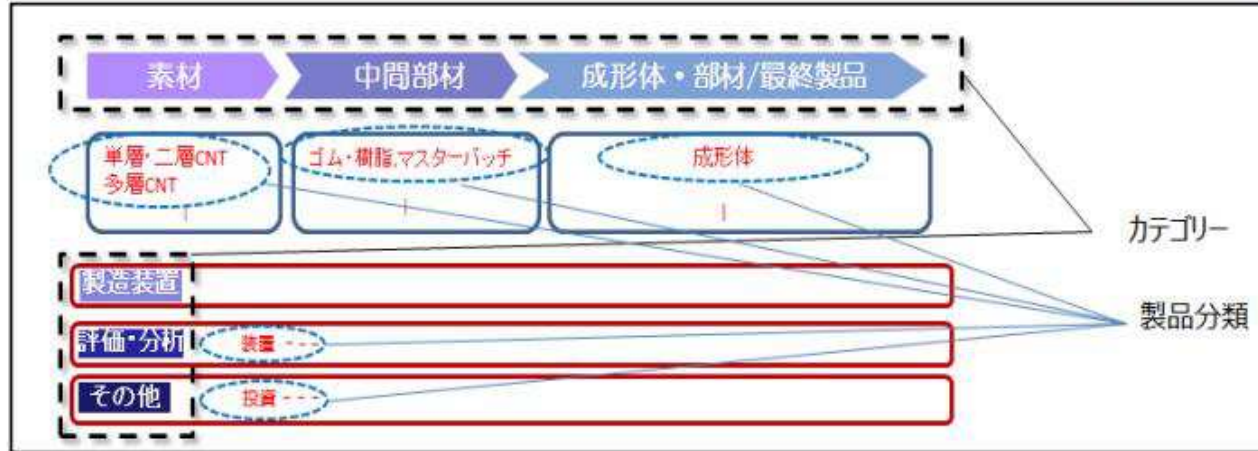 素材
中間部材
成形体・部材/最終製品
単層・二層CNT
多層CNT
ゴム・樹脂,マスターバッチ
成形体
カテゴリー
製造装置
製品分類
評価・分析
装置 - - -
その他
投資 - - -